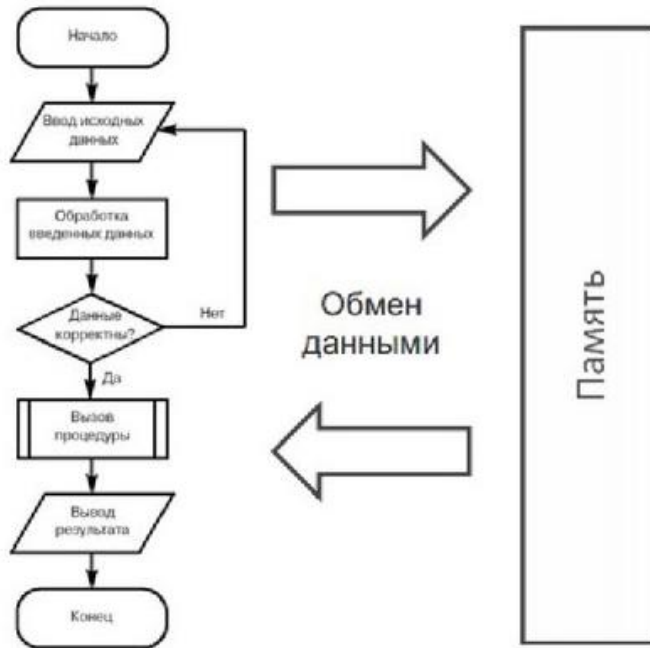 Начало
Ввод исходных
данных
Обработка
введенных данных
Данные
корректны?
Нет
Да
Вызов
процедуры
Вывод
результата
Конец
Обмен
данными
Память